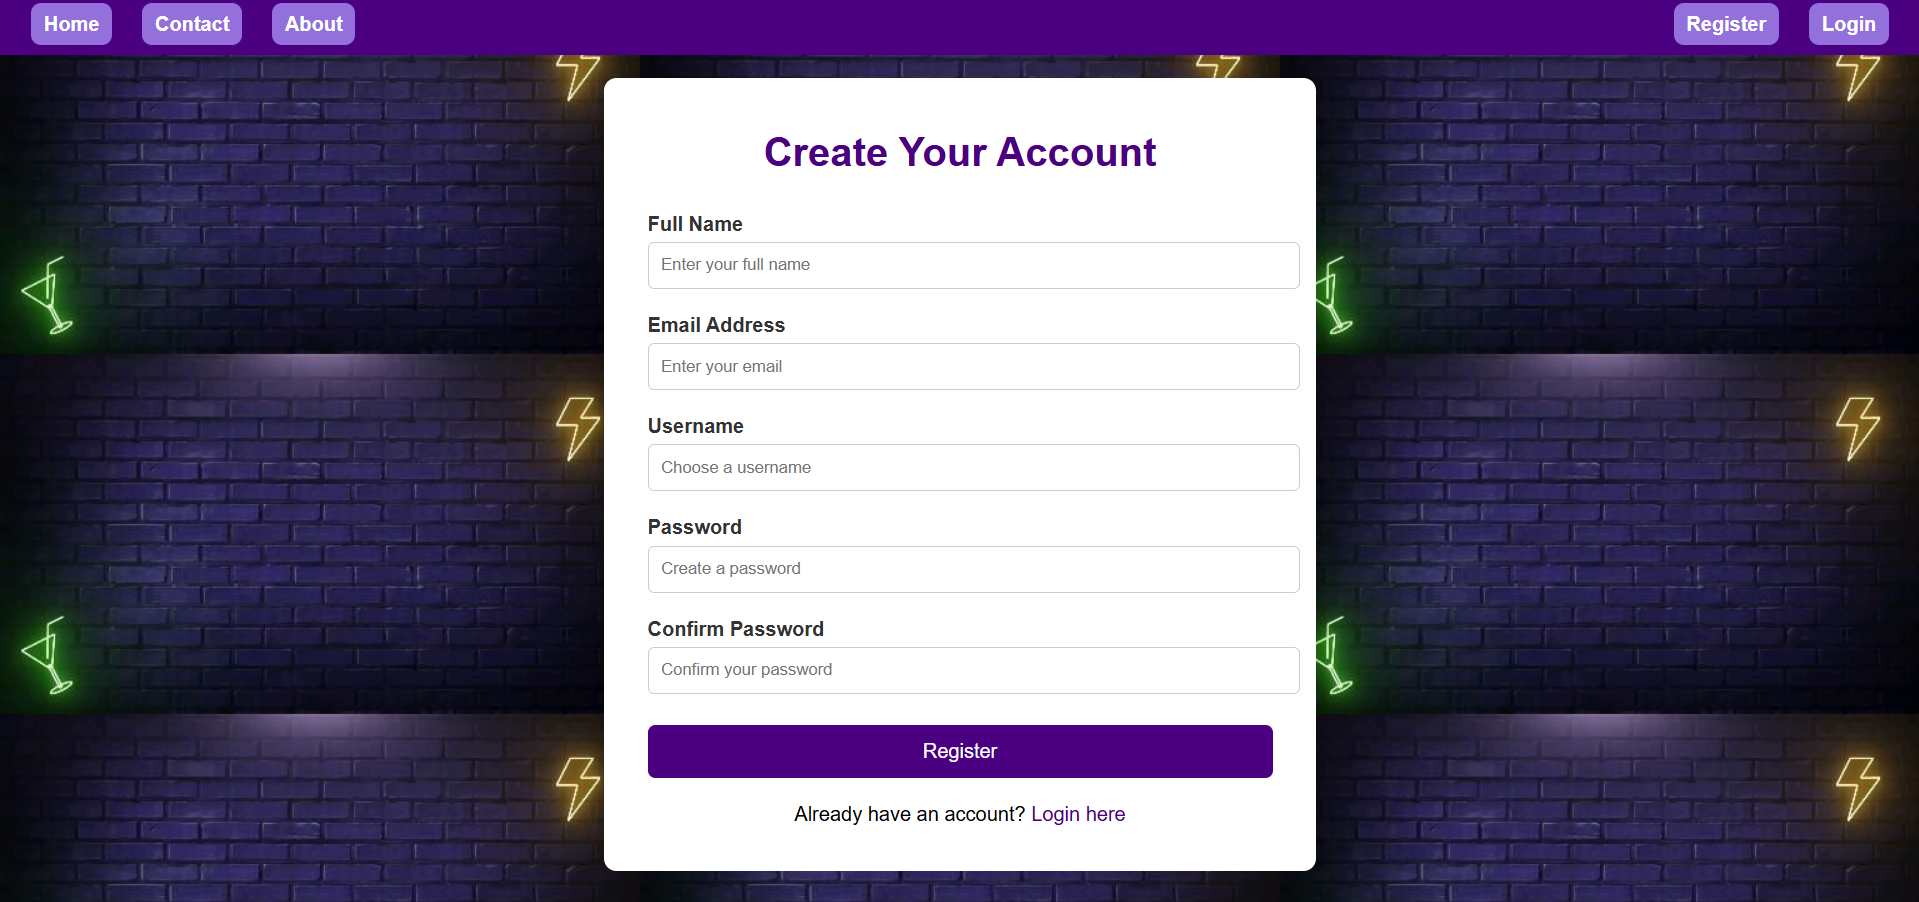 Home Contact About Register Login
Create Your Account
Full Name
Enter your full name
Email Address
Enter your email
Username
Choose a username
Password
Create a password
Confirm Password
Confirm your password
Register
Already have an account? Login here